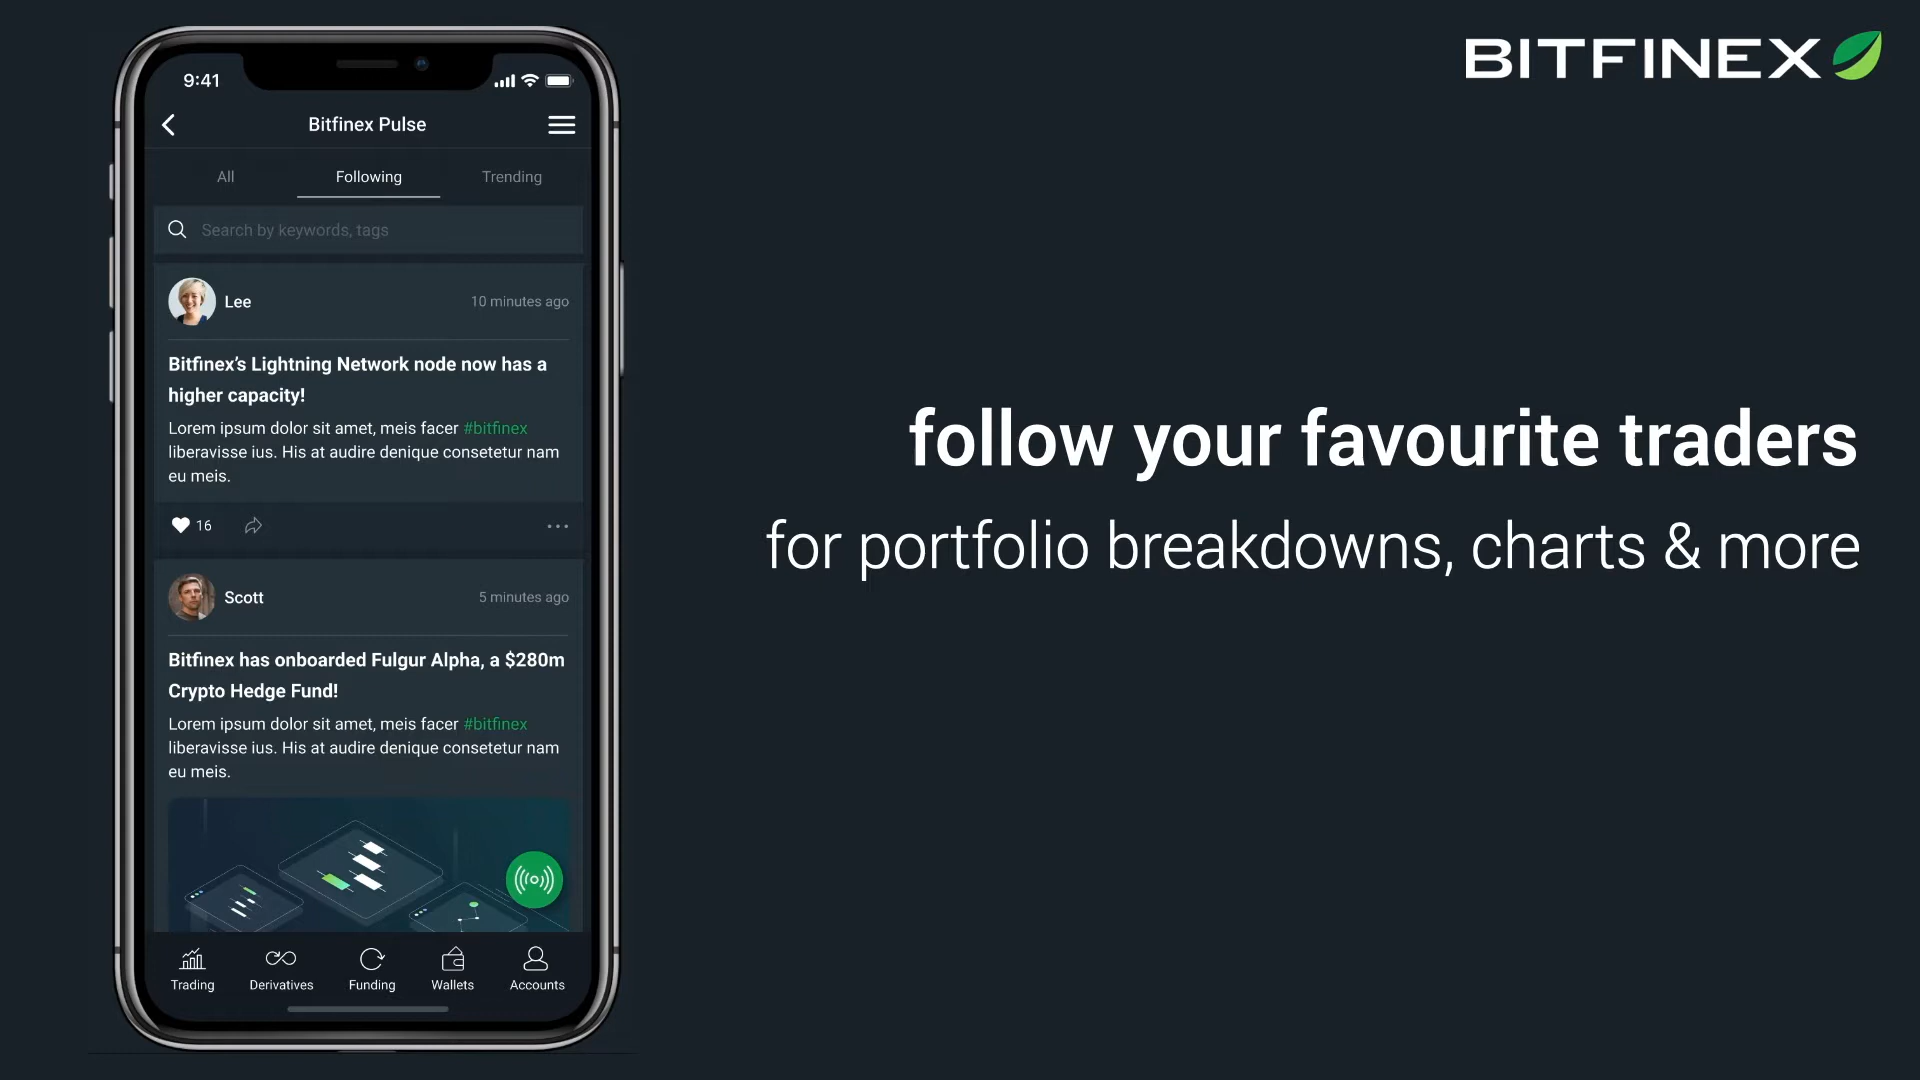 9:41
Bitfinex Pulse
All Following Trending
Search by keywords, tags
Lee 10 minutes ago
Bitfinex’s Lightning Network node now has a
higher capacity!
Lorem ipsum dolor sit amet, meis facer #bitfinex
liberavisse ius. His at audire denique consetetur nam
eu meis.
16
Scott 5 minutes ago
Bitfinex has onboarded Fulgur Alpha, a $280m
Crypto Hedge Fund!
Lorem ipsum dolor sit amet, meis facer #bitfinex
liberavisse ius. His at audire denique consetetur nam
eu meis.
Trading Derivatives Funding Wallets Accounts
BITFINEX
follow your favourite traders
for portfolio breakdowns, charts & more